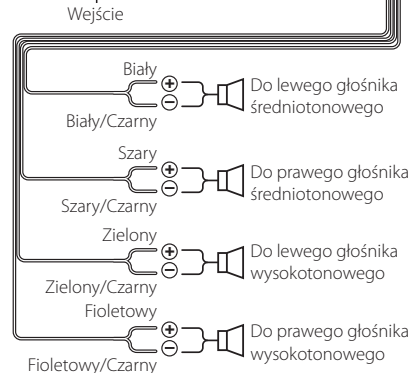 Wejście
Biały
⊕
⊖
Biały/Czarny
Do lewego głośnika
średniotonowego
Szary
⊕
⊖
Szary/Czarny
Do prawego głośnika
średniotonowego
Zielony
⊕
⊖
Zielony/Czarny
Do lewego głośnika
wysokotonowego
Fioletowy
⊕
⊖
Fioletowy/Czarny
Do prawego głośnika
wysokotonowego